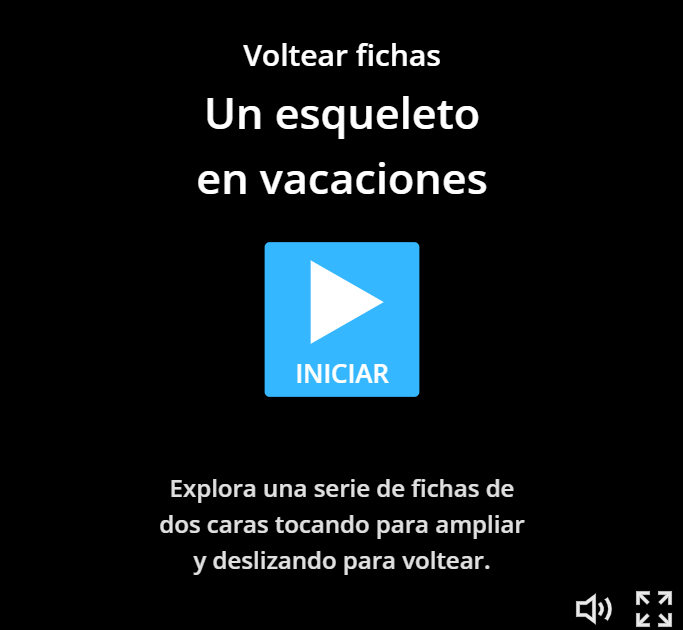 Voltear fichas
Un esqueleto
en vacaciones
INICIAR
Explora una serie de fichas de
dos caras tocando para ampliar
y deslizando para voltear.